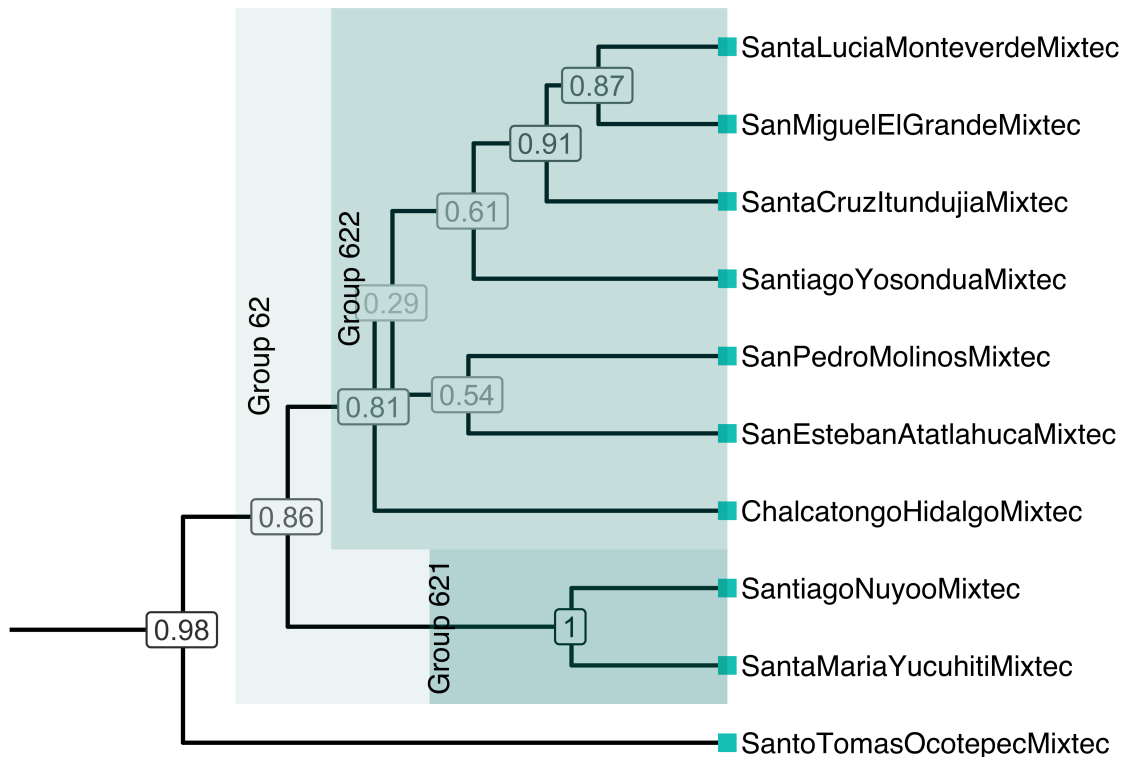 SantaLuciaMonteverdeMixtec
0.87
SanMiguelElGrandeMixtec
0.91
SantaCruzItundujiaMixtec
0.61
SantiagoYosonduaMixtec
Group 622
0.29
Group 62
SanPedroMolinosMixtec
0.54
0.81
SanEstebanAtatlahucaMixtec
ChalcatongoHidalgoMixtec
0.86
SantiagoNuyooMixtec
Group 621
1
0.98
SantaMariaYucuhitiMixtec
SantoTomasOcotepecMixtec